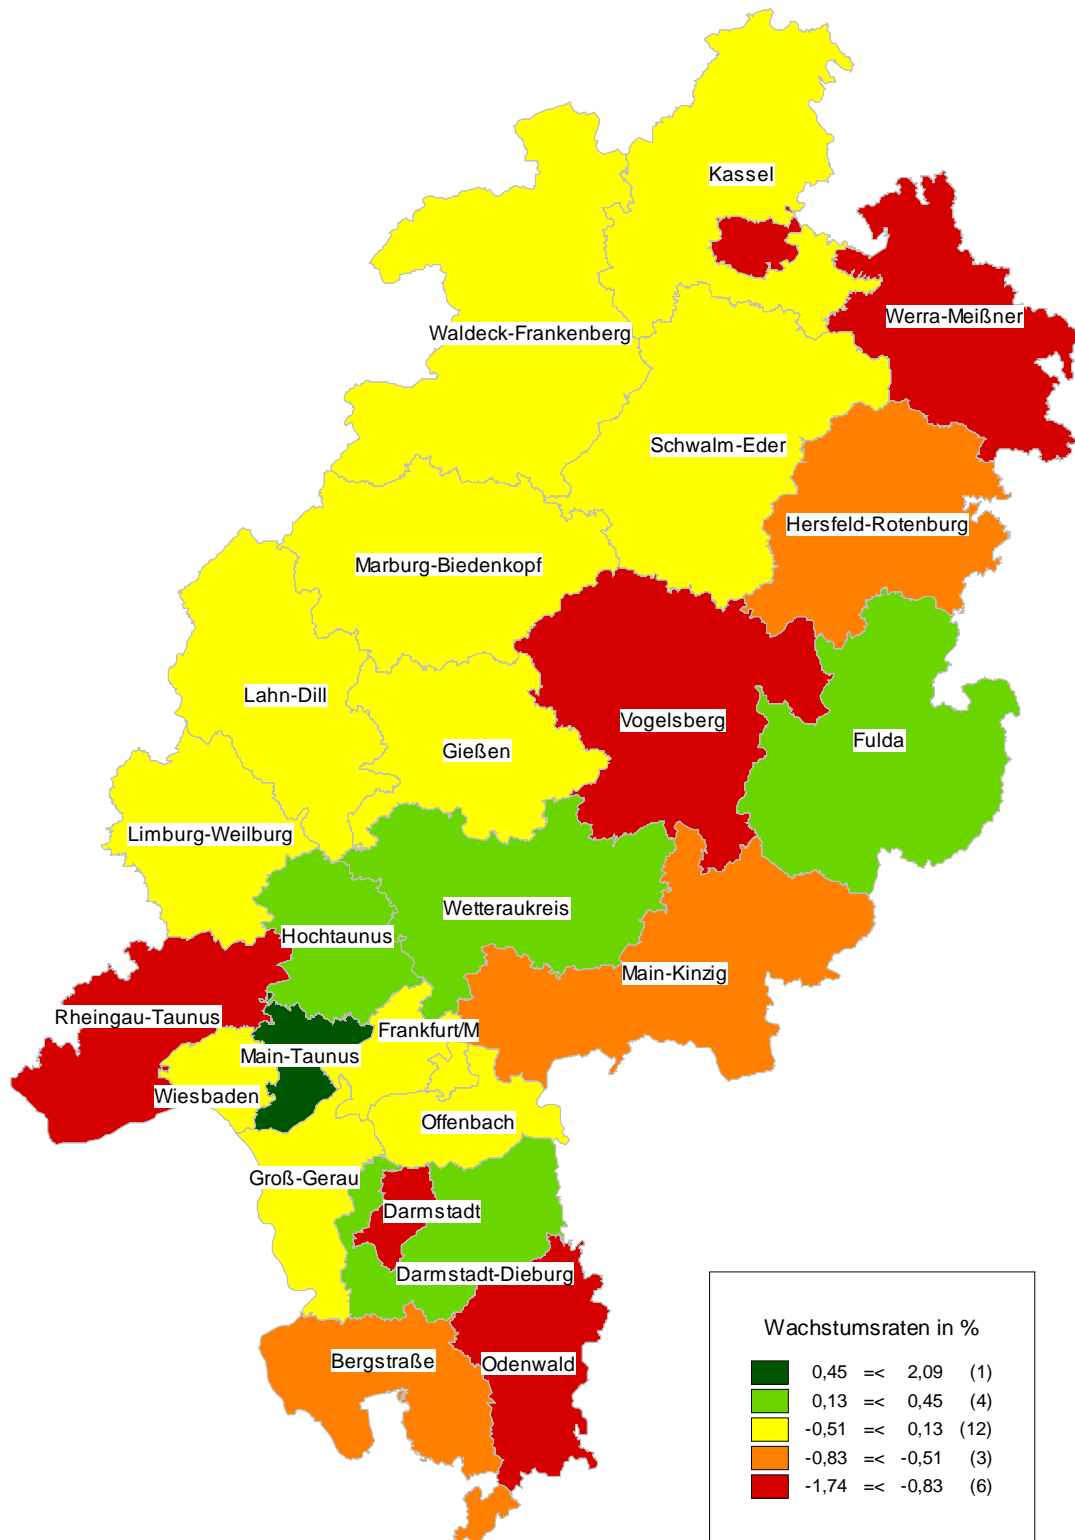 Kassel
Werra-Meißner
Waldeck-Frankenberg
Schwalm-Eder
Hersfeld-Rotenburg
Marburg-Biedenkopf
Lahn-Dill
Vogelsberg
Fulda
Gießen
Limburg-Weilburg
Wetteraukreis
Hochtaunus
Main-Kinzig
Rheingau-Taunus
Frankfurt/M
Main-Taunus
Wiesbaden
Offenbach
Groß-Gerau
Darmstadt
Darmstadt-Dieburg
Bergstraße
Odenwald
Wachstumsraten in %
0,45 =< 2,09 (1)
0,13 =< 0,45 (4)
-0,51 =< 0,13 (12)
-0,83 =< -0,51 (3)
-1,74 =< -0,83 (6)